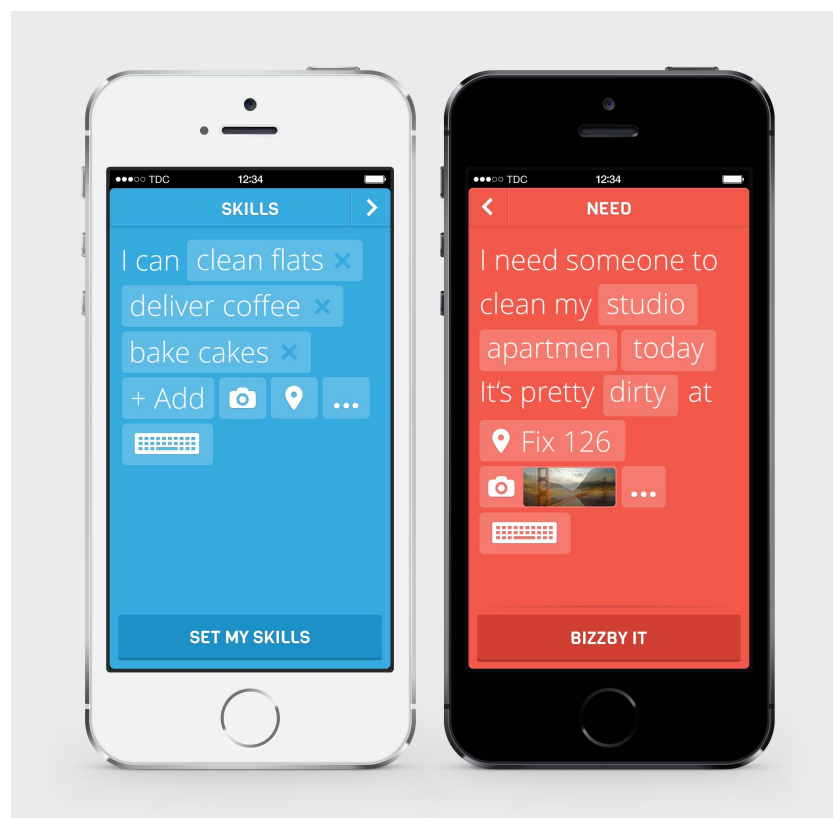 TDC 12:34
SKILLS
I can clean flats ×
deliver coffee ×
bake cakes ×
+ Add ...
SET MY SKILLS
TDC 12:34
NEED
I need someone to
clean my studio
apartmen today
It's pretty dirty at
Fix 126
...
BIZZBY IT